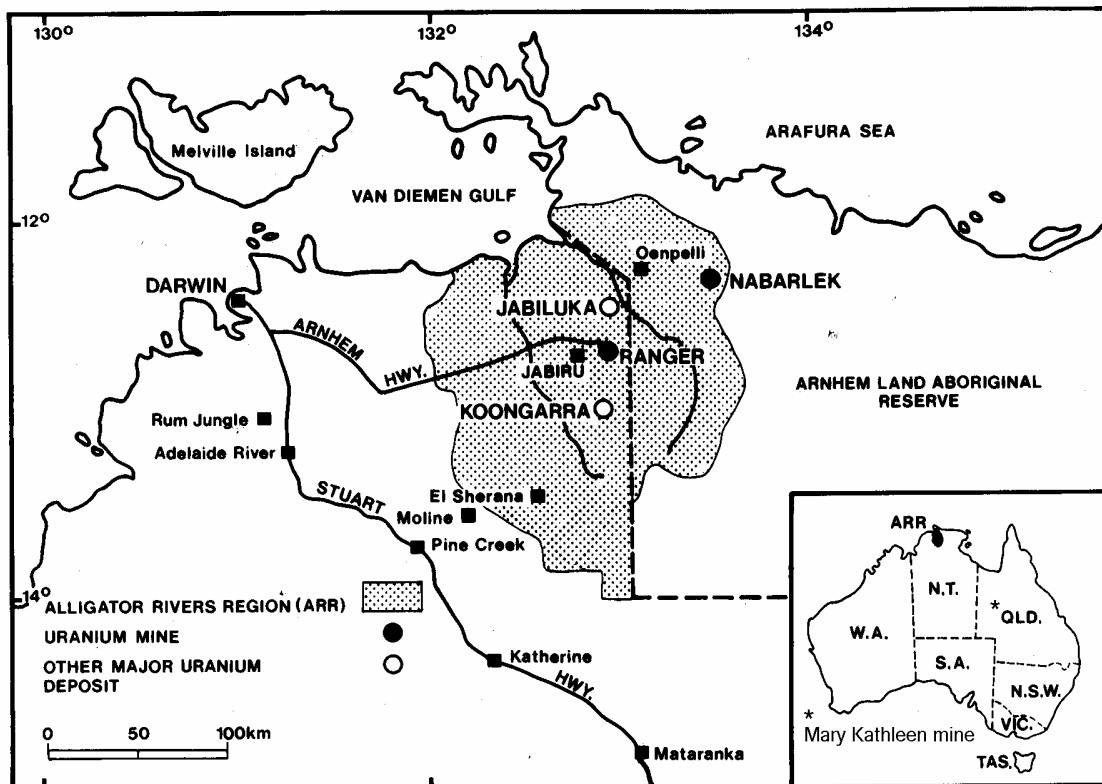 130°
132°
134°
Melville Island
ARAFURA SEA
VAN DIEMEN GULF
12°
Oenpelli
NABARLEK
DARWIN
JABILUKA
ARNHEM
HWY.
JABIRU
RANGER
ARNHEM LAND ABORIGINAL
RESERVE
KOONGARRA
Rum Jungle
Adelaide River
STUART
El Sherana
Moline
Pine Creek
14°
ALLIGATOR RIVERS REGION (ARR)
URANIUM MINE
OTHER MAJOR URANIUM
DEPOSIT
Katherine
HWY.
Mataranka
0 50 100km
ARR
N.T.
*
QLD.
W.A.
S.A.
N.S.W.
VIC.
*
Mary Kathleen mine
TAS.